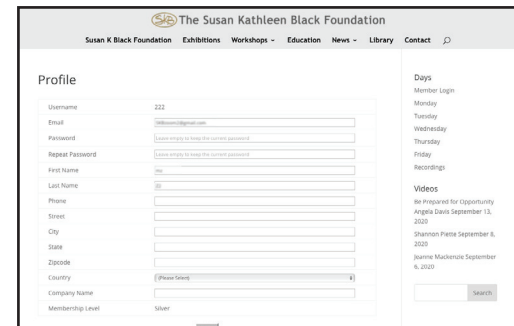 SKB The Susan Kathleen Black Foundation
Susan K Black Foundation Exhibitions Workshops Education News Library Contact
Profile
Username 222
Email
Password Leave empty to keep the current password
Repeat Password Leave empty to keep the current password
First Name
Last Name
Phone
Street
City
State
Zipcode
Country (Please Select)
Company Name
Membership Level Silver
Days
Member Login
Monday
Tuesday
Wednesday
Thursday
Friday
Recordings
Videos
Be Prepared for Opportunity
Angela Davis September 13,
2020
Shannon Piette September 8,
2020
Jeanne Mackenzie September
6, 2020
Search